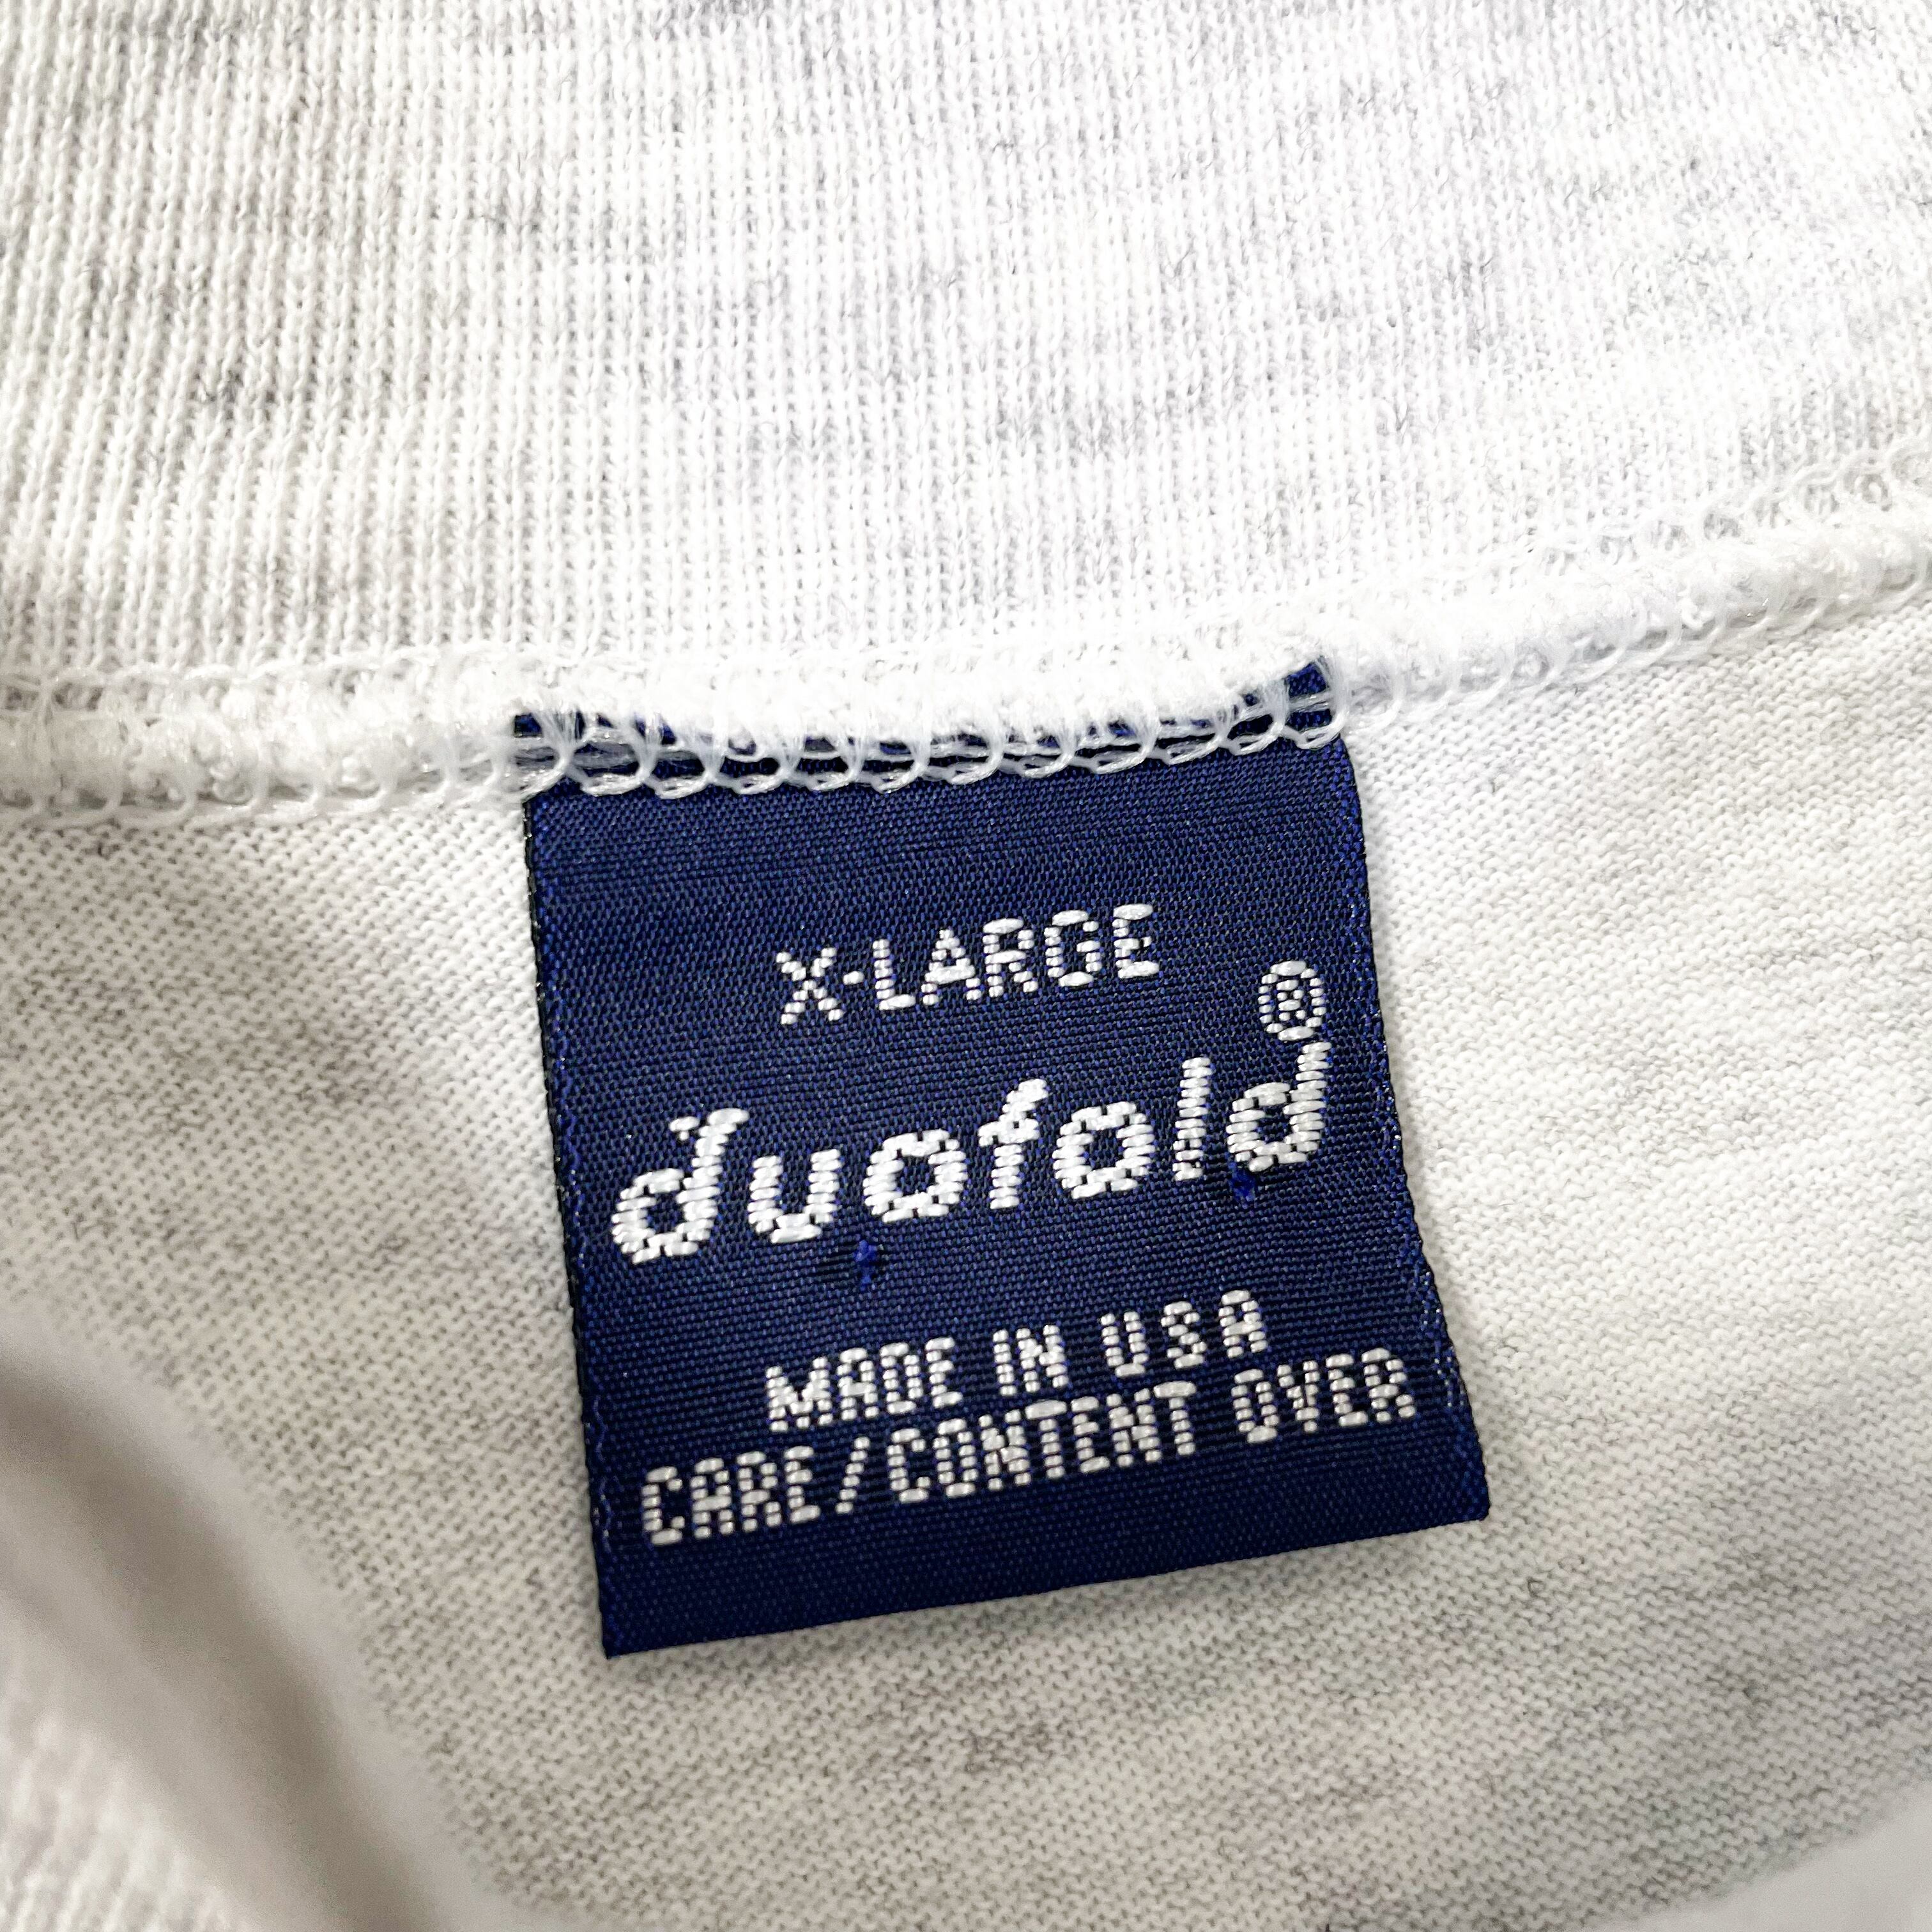 X-LARGE
duofold®
MADE IN USA
CARE/CONTENT OVER